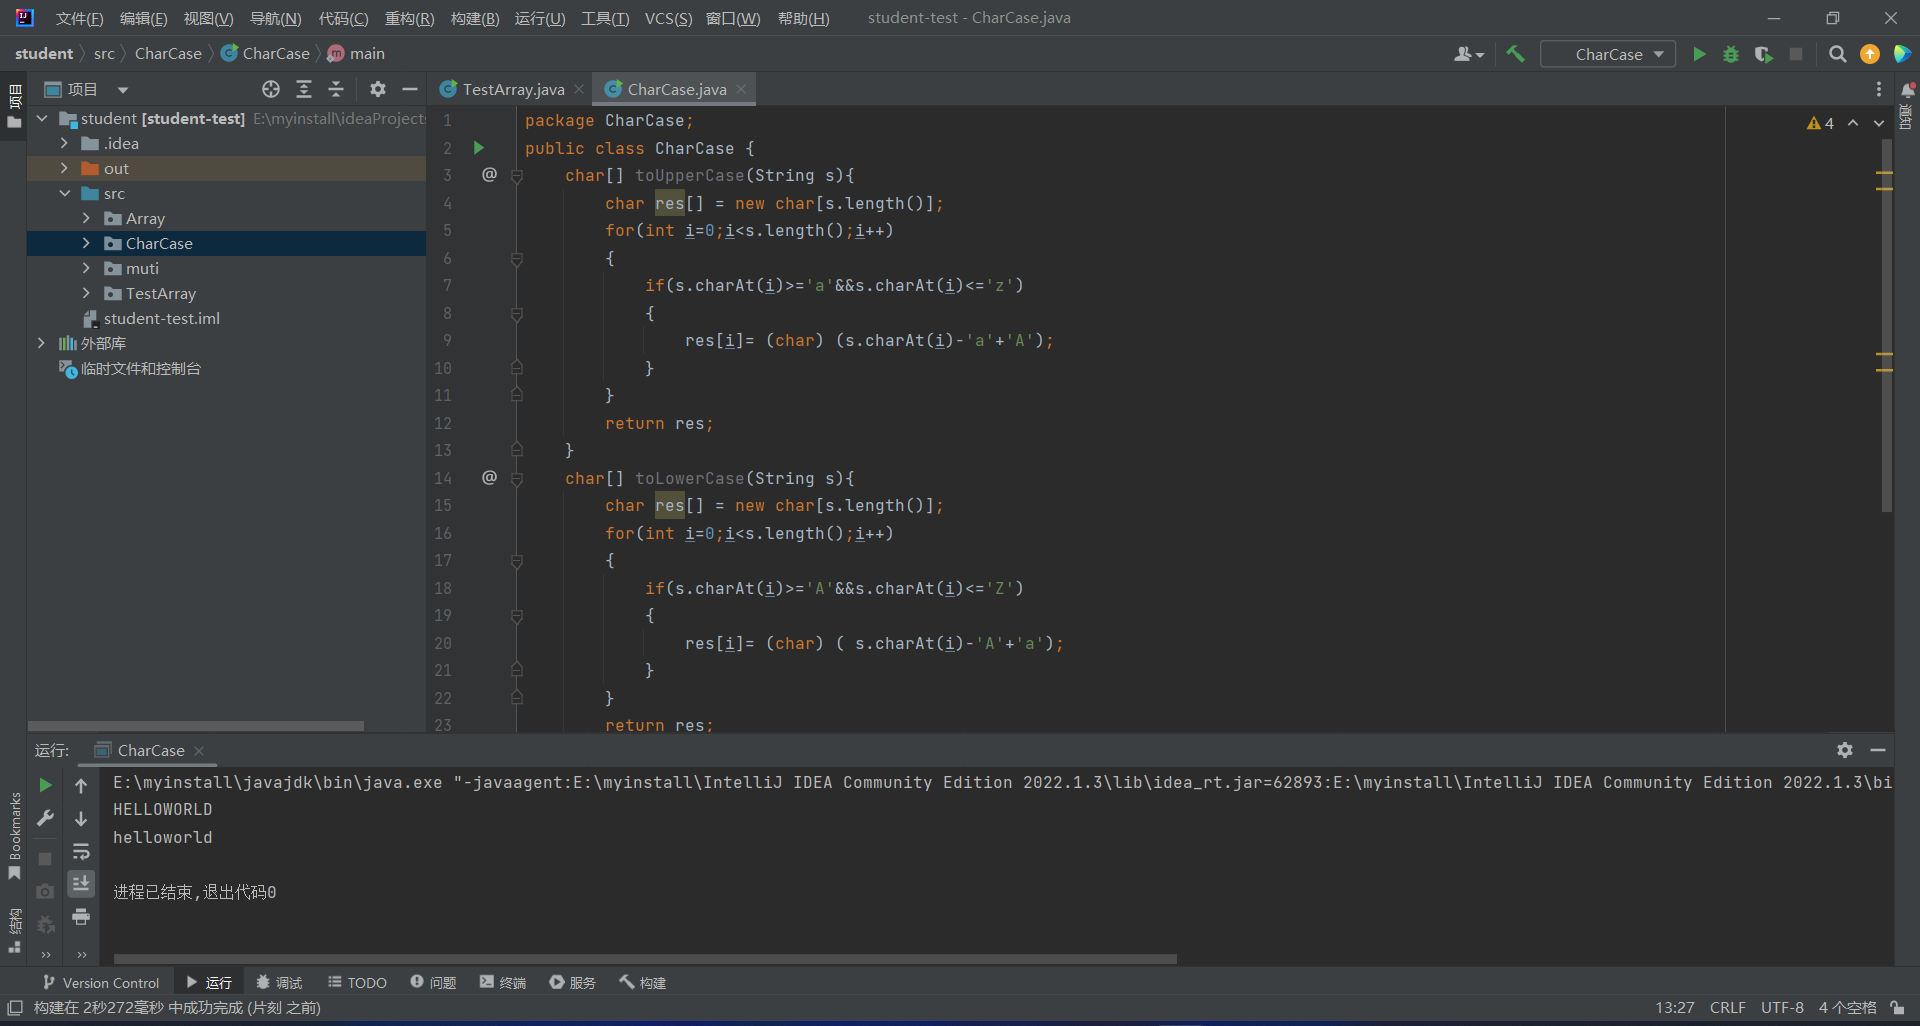 文件(F) 编辑(E) 视图(V) 导航(N) 代码(C) 重构(R) 构建(B) 运行(U) 工具(T) VCS(S) 窗口(W) 帮助(H) student-test - CharCase.java
student src CharCase CharCase main CharCase
项目
项目
TestArray.java CharCase.java
通知
student [student-test] E:\myinstall\ideaProjects
.idea
out
src
Array
CharCase
muti
TestArray
student-test.iml
外部库
临时文件和控制台
4
1 package CharCase;
2 public class CharCase {
3 @ char[] toUpperCase(String s){
4 char res[] = new char[s.length()];
5 for(int i=0;i<s.length();i++)
6 {
7 if(s.charAt(i)>='a'&&s.charAt(i)<='z')
8 {
9 res[i]= (char) (s.charAt(i)-'a'+'A');
10 }
11 }
12 return res;
13 }
14 @ char[] toLowerCase(String s){
15 char res[] = new char[s.length()];
16 for(int i=0;i<s.length();i++)
17 {
18 if(s.charAt(i)>='A'&&s.charAt(i)<='Z')
19 {
20 res[i]= (char) ( s.charAt(i)-'A'+'a');
21 }
22 }
23 return res;
运行: CharCase
E:\myinstall\javajdk\bin\java.exe "-javaagent:E:\myinstall\IntelliJ IDEA Community Edition 2022.1.3\lib\idea_rt.jar=62893:E:\myinstall\IntelliJ IDEA Community Edition 2022.1.3\bi
HELLOWORLD
helloworld
进程已结束,退出代码0
Bookmarks
结构
Version Control 运行 调试 TODO 问题 终端 服务 构建
构建在 2秒272毫秒 中成功完成 (片刻 之前) 13:27 CRLF UTF-8 4 个空格